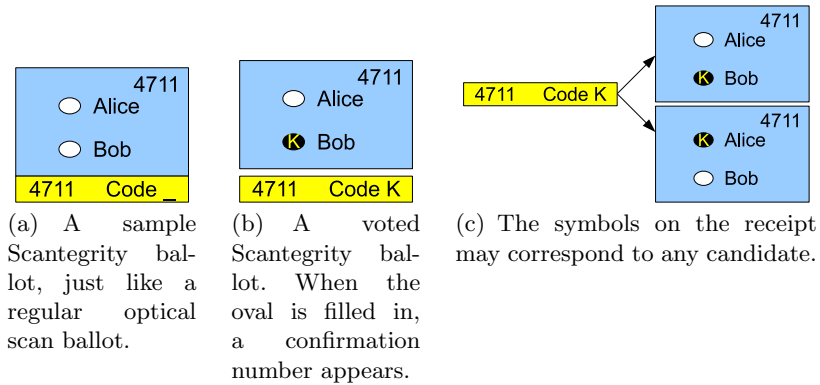 4711
Alice
Bob
4711 Code _
(a) A sample
Scantegrity bal-
lot, just like a
regular optical
scan ballot.
4711
Alice
K Bob
4711 Code K
(b) A voted
Scantegrity bal-
lot. When the
oval is filled in,
a confirmation
number appears.
4711 Code K
4711
Alice
K Bob
4711
K Alice
Bob
(c) The symbols on the receipt
may correspond to any candidate.